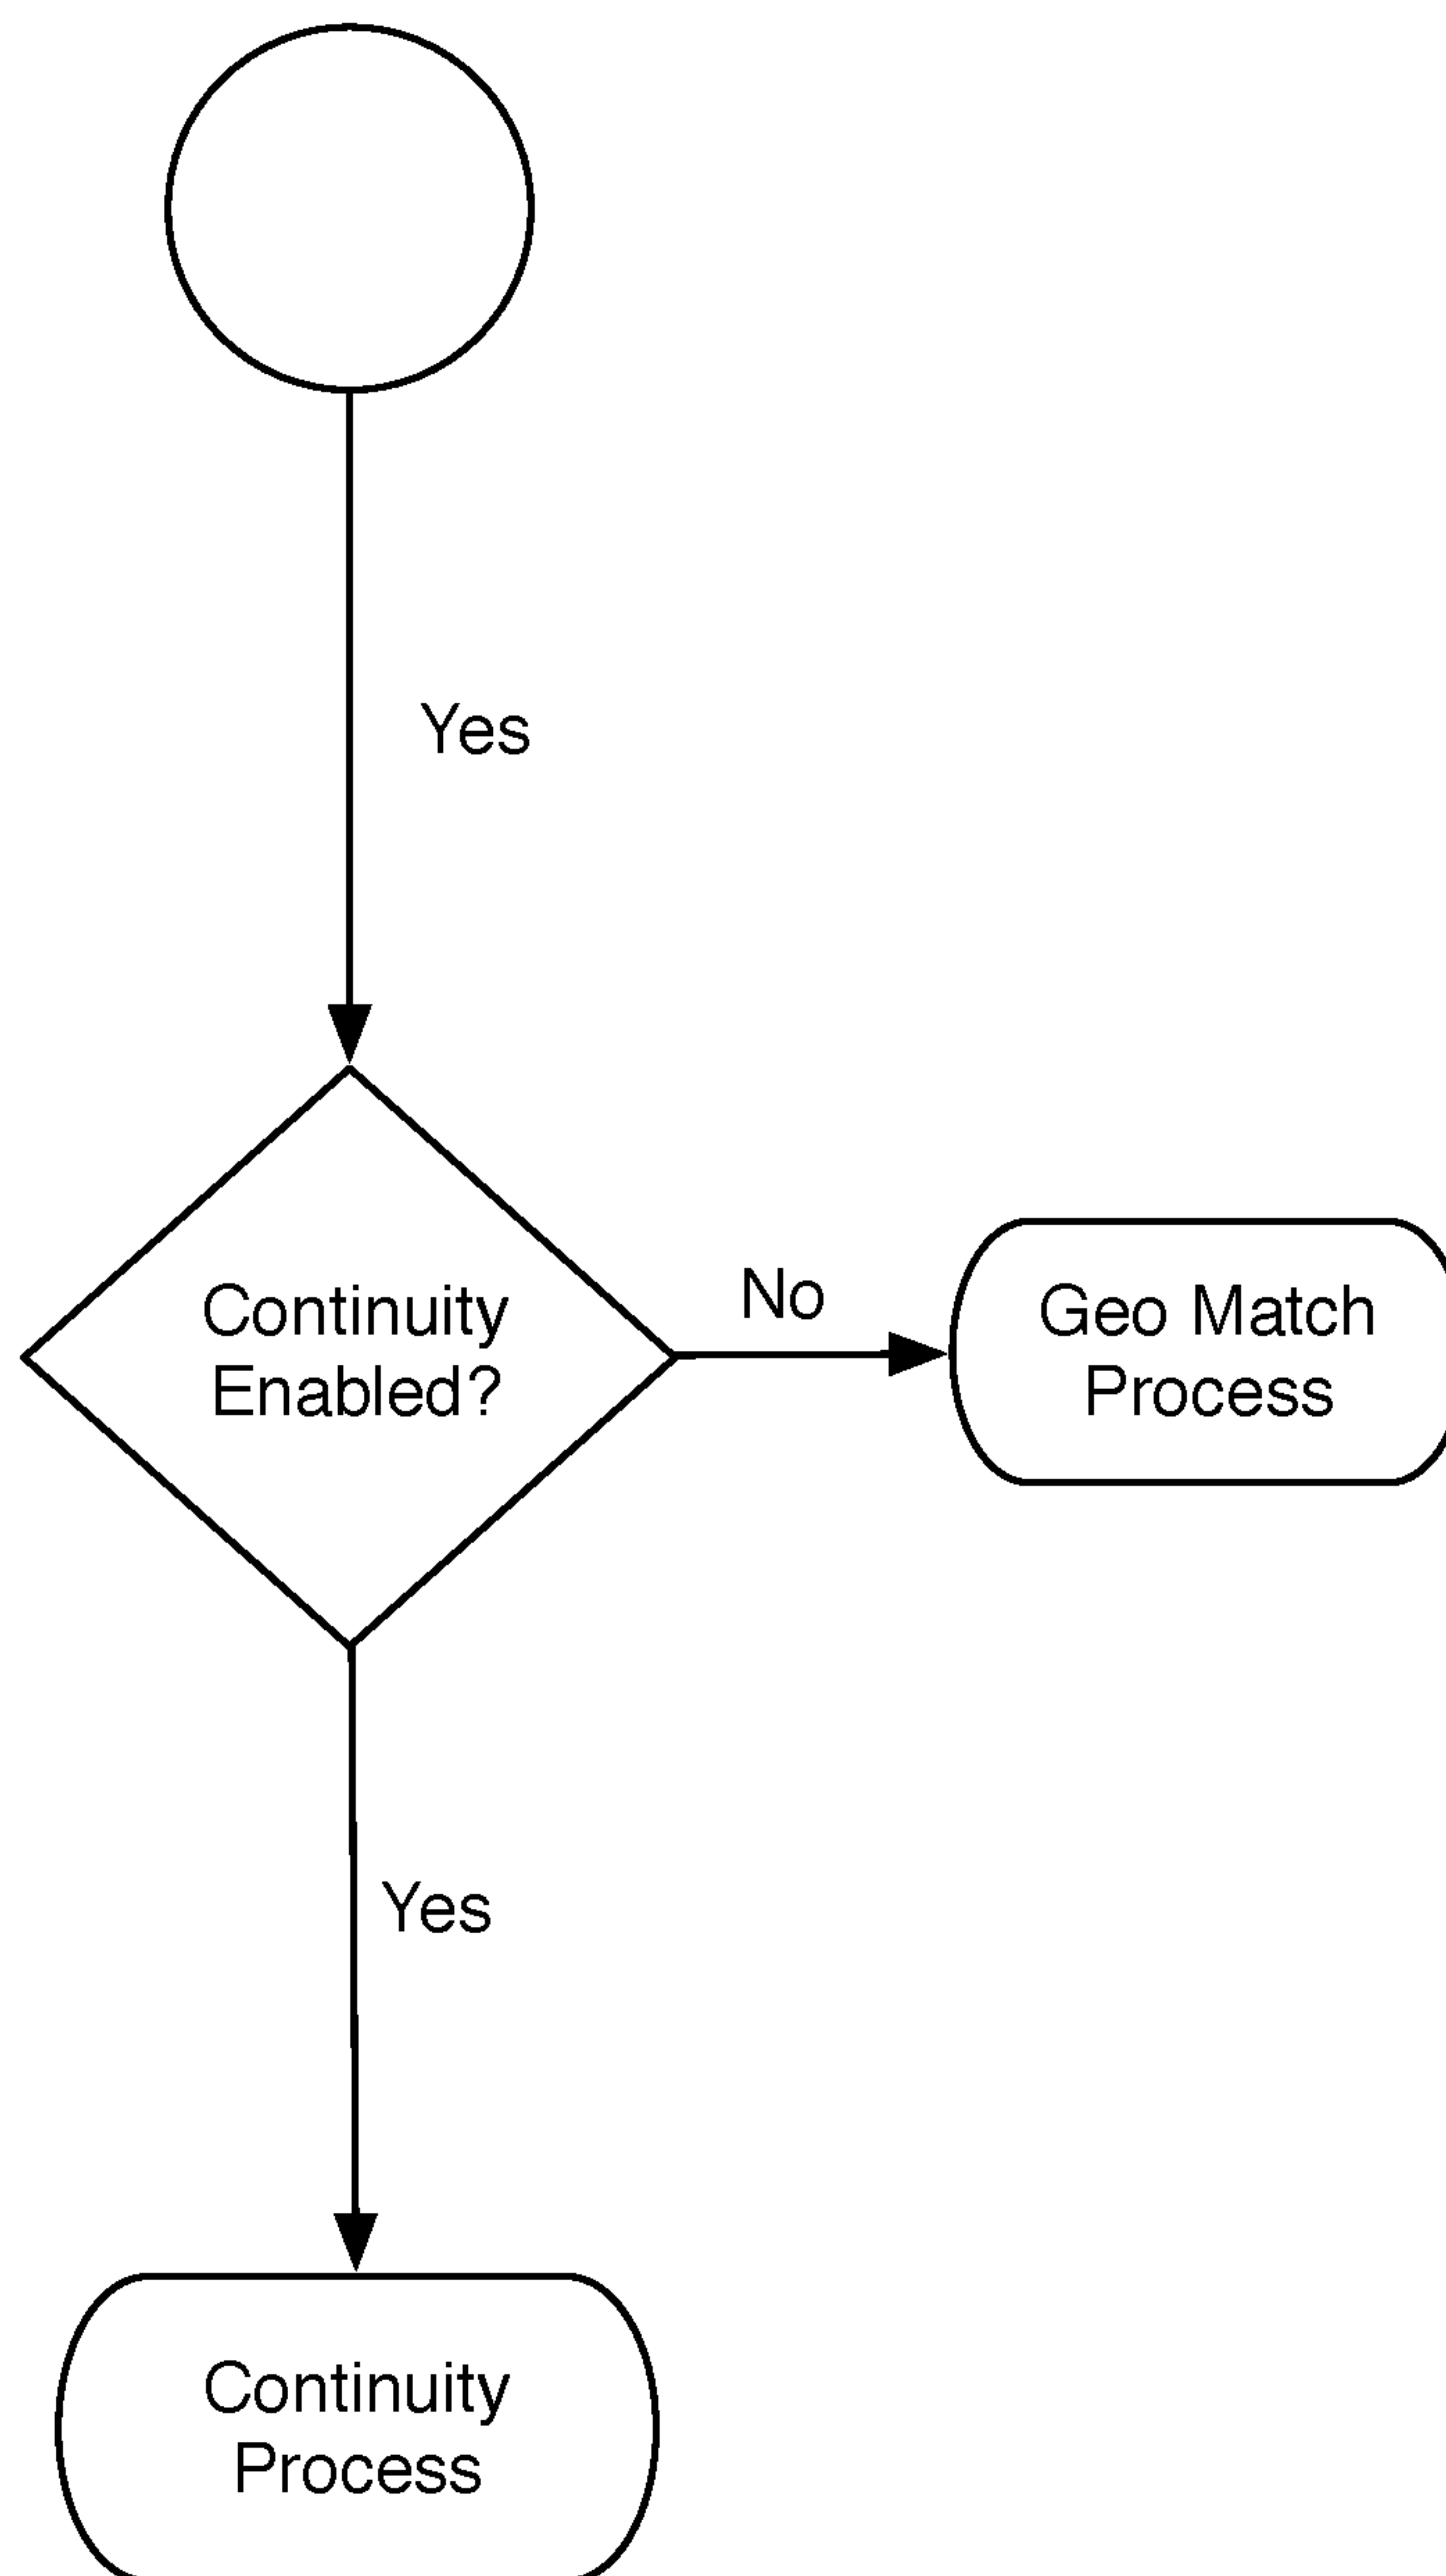 Yes
Continuity
Enabled?
No
Geo Match
Process
Yes
Continuity
Process